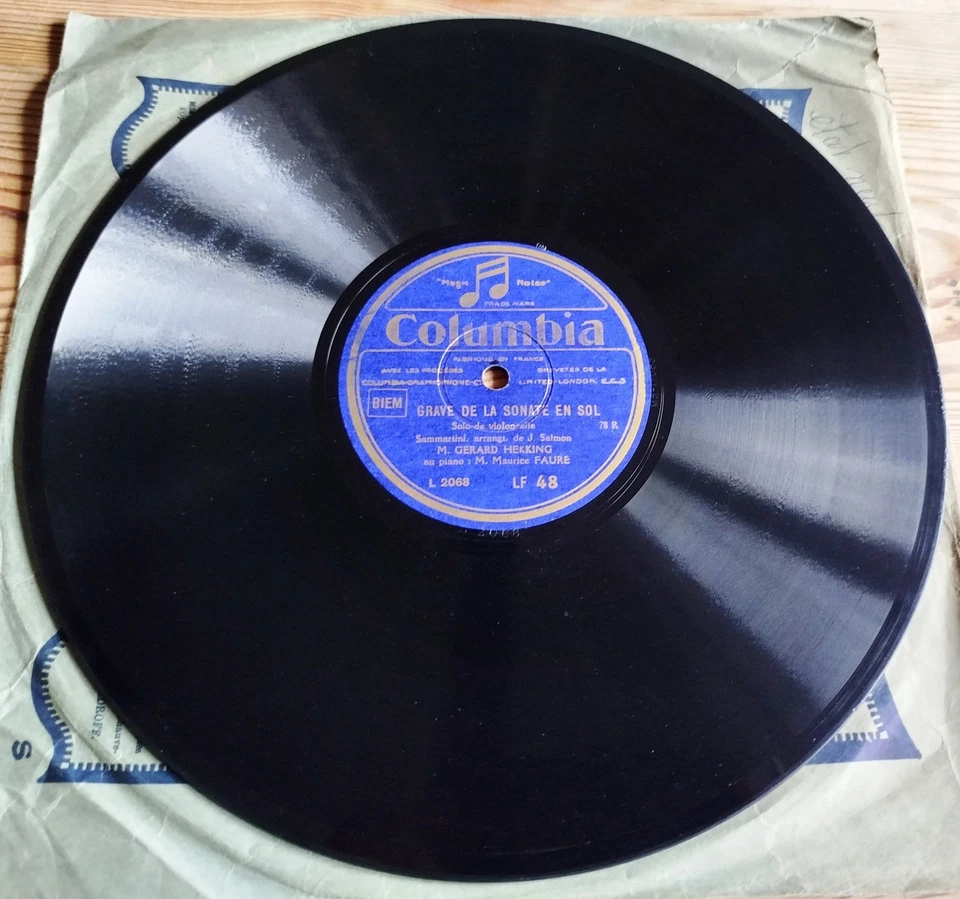 "Magic Notes"
TRADE MARK
Columbia
FABRIQUÉ EN FRANCE
AVEC LES PROCÉDÉS BREVETÉS DE LA
COLUMBIA GRAPHOPHONE LIMITED LONDON, E.C.3
BIEM GRAVE DE LA SONATE EN SOL
Solo de violoncelle 78 R.
Sammartini, arrangt. de J. Salmon
M. GERARD HEKKING
au piano : M. Maurice FAURE
L 2068 LF 48
2068
état
S